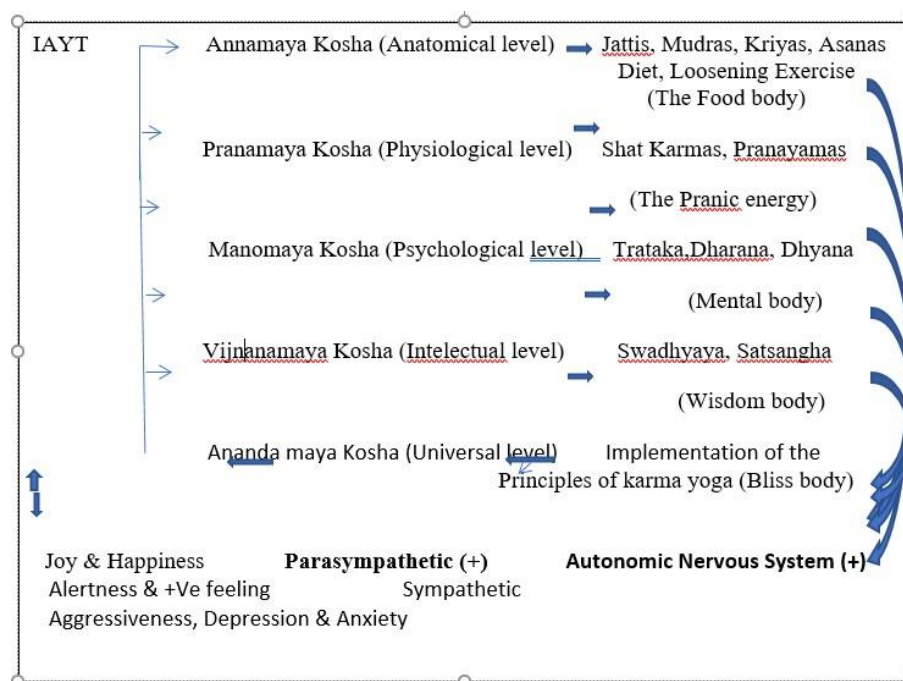 IAYT Annamaya Kosha (Anatomical level) Jattis, Mudras, Kriyas, Asanas
Diet, Loosening Exercise
(The Food body)
Pranamaya Kosha (Physiological level) Shat Karmas, Pranayamas
(The Pranic energy)
Manomaya Kosha (Psychological level) Trataka,Dharana, Dhyana
(Mental body)
Vijnanamaya Kosha (Intelectual level) Swadhyaya, Satsangha
(Wisdom body)
Ananda maya Kosha (Universal level) Implementation of the
Principles of karma yoga (Bliss body)
Joy & Happiness Parasympathetic (+) Autonomic Nervous System (+)
Alertness & +Ve feeling Sympathetic
Aggressiveness, Depression & Anxiety